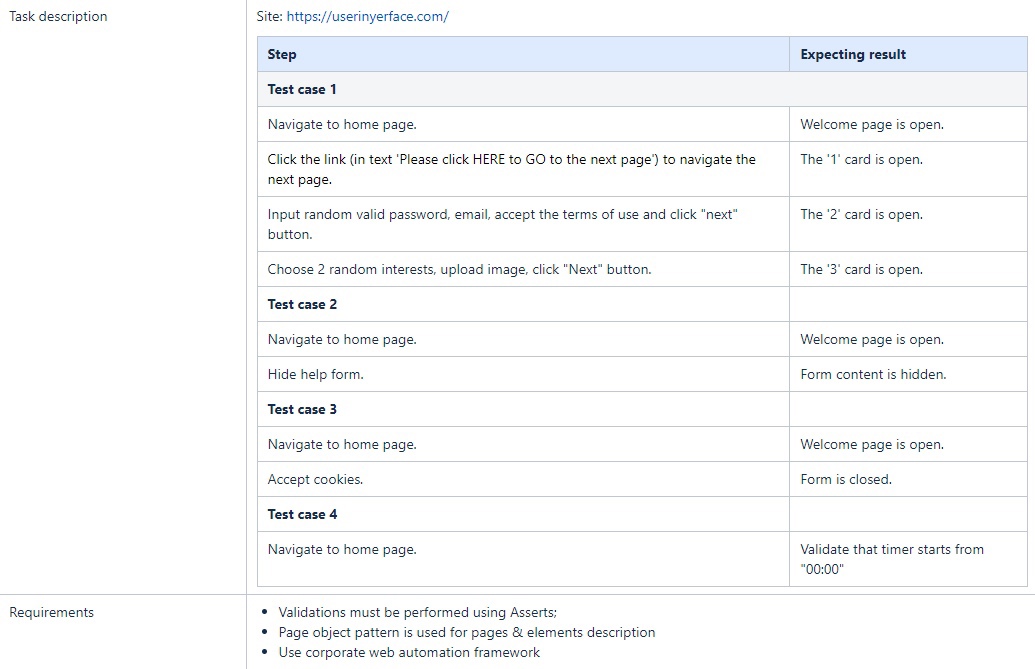 Task description
Site: https://userinyerface.com/
Step
Expecting result
Test case 1
Navigate to home page.
Welcome page is open.
Click the link (in text 'Please click HERE to GO to the next page') to navigate the
next page.
The '1' card is open.
Input random valid password, email, accept the terms of use and click "next"
button.
The '2' card is open.
Choose 2 random interests, upload image, click "Next" button.
The '3' card is open.
Test case 2
Navigate to home page.
Welcome page is open.
Hide help form.
Form content is hidden.
Test case 3
Navigate to home page.
Welcome page is open.
Accept cookies.
Form is closed.
Test case 4
Navigate to home page.
Validate that timer starts from
"00:00"
Requirements
• Validations must be performed using Asserts;
• Page object pattern is used for pages & elements description
• Use corporate web automation framework